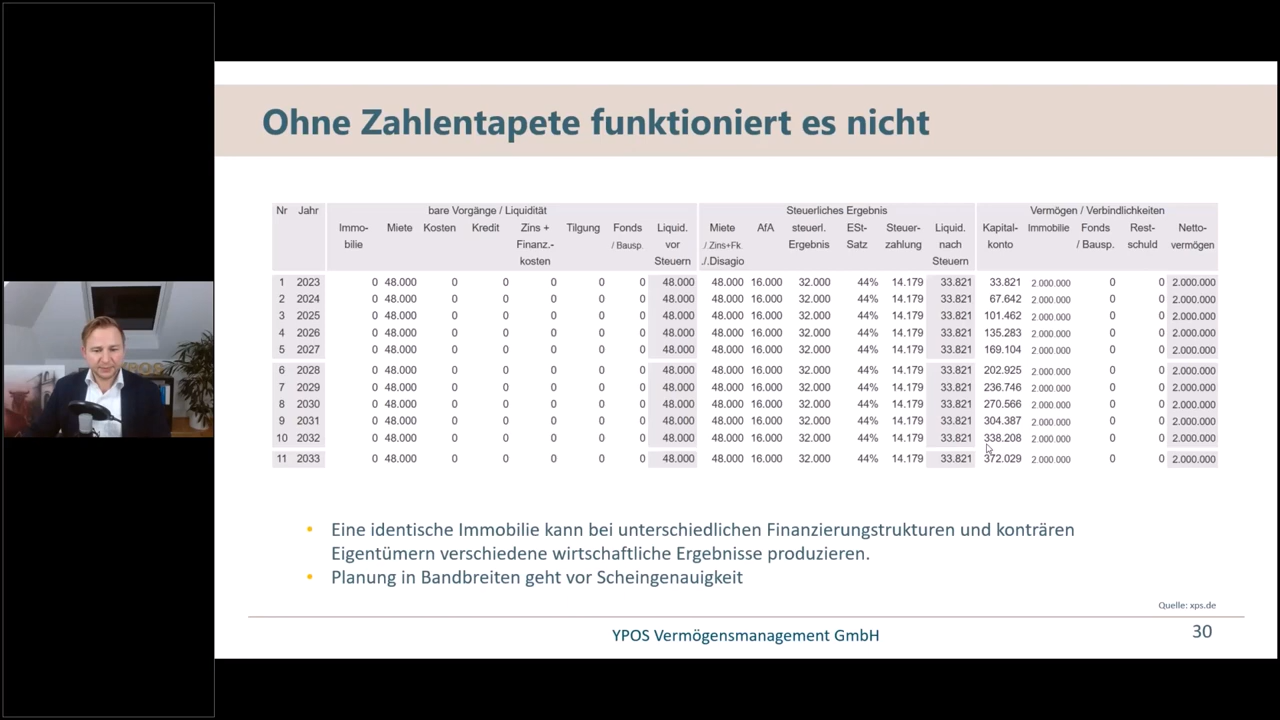 Ohne Zahlentapete funktioniert es nicht
Nr Jahr bare Vorgänge / Liquidität Steuerliches Ergebnis Vermögen / Verbindlichkeiten
Immo- Miete Kosten Kredit Zins + Tilgung Fonds Liquid. Miete AfA steuerl. ESt- Steuer- Liquid. Kapital- Immobilie Fonds Rest- Netto-
bilie Finanz.- / Bausp. vor ./. Zins+Fk. Ergebnis Satz zahlung nach konto / Bausp. schuld vermögen
kosten Steuern ./.Disagio Steuern
1 2023 0 48.000 0 0 0 0 0 48.000 48.000 16.000 32.000 44% 14.179 33.821 33.821 2.000.000 0 0 2.000.000
2 2024 0 48.000 0 0 0 0 0 48.000 48.000 16.000 32.000 44% 14.179 33.821 67.642 2.000.000 0 0 2.000.000
3 2025 0 48.000 0 0 0 0 0 48.000 48.000 16.000 32.000 44% 14.179 33.821 101.462 2.000.000 0 0 2.000.000
4 2026 0 48.000 0 0 0 0 0 48.000 48.000 16.000 32.000 44% 14.179 33.821 135.283 2.000.000 0 0 2.000.000
5 2027 0 48.000 0 0 0 0 0 48.000 48.000 16.000 32.000 44% 14.179 33.821 169.104 2.000.000 0 0 2.000.000
6 2028 0 48.000 0 0 0 0 0 48.000 48.000 16.000 32.000 44% 14.179 33.821 202.925 2.000.000 0 0 2.000.000
7 2029 0 48.000 0 0 0 0 0 48.000 48.000 16.000 32.000 44% 14.179 33.821 236.746 2.000.000 0 0 2.000.000
8 2030 0 48.000 0 0 0 0 0 48.000 48.000 16.000 32.000 44% 14.179 33.821 270.566 2.000.000 0 0 2.000.000
9 2031 0 48.000 0 0 0 0 0 48.000 48.000 16.000 32.000 44% 14.179 33.821 304.387 2.000.000 0 0 2.000.000
10 2032 0 48.000 0 0 0 0 0 48.000 48.000 16.000 32.000 44% 14.179 33.821 338.208 2.000.000 0 0 2.000.000
11 2033 0 48.000 0 0 0 0 0 48.000 48.000 16.000 32.000 44% 14.179 33.821 372.029 2.000.000 0 0 2.000.000
• Eine identische Immobilie kann bei unterschiedlichen Finanzierungstrukturen und konträren
Eigentümern verschiedene wirtschaftliche Ergebnisse produzieren.
• Planung in Bandbreiten geht vor Scheingenauigkeit
Quelle: xps.de
YPOS Vermögensmanagement GmbH
30